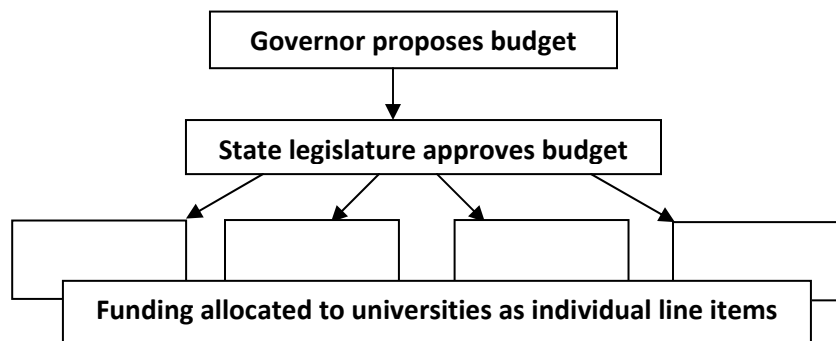 Governor proposes budget
State legislature approves budget
Funding allocated to universities as individual line items